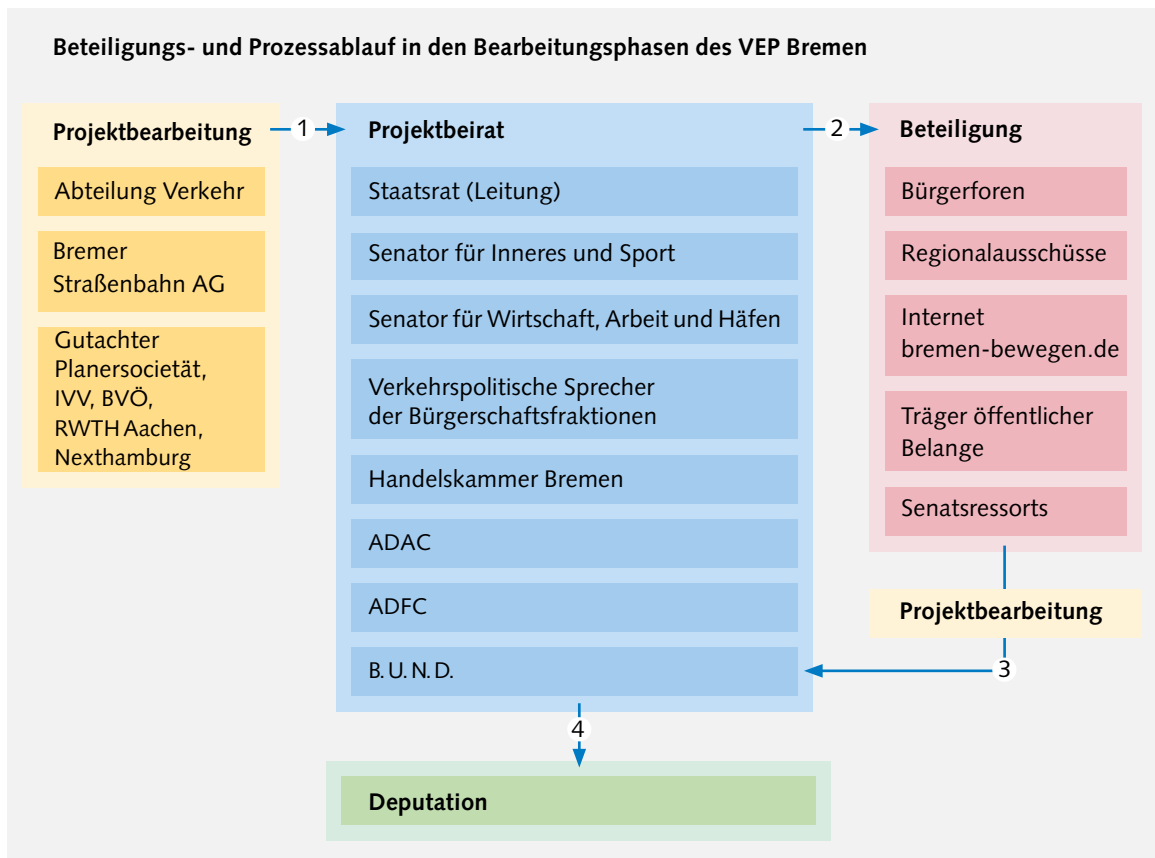 Beteiligungs- und Prozessablauf in den Bearbeitungsphasen des VEP Bremen
Projektbearbeitung
Abteilung Verkehr
Bremer
Straßenbahn AG
Gutachter
Planersocietät,
IVV, BVÖ,
RWTH Aachen,
Nexthamburg
1
Projektbeirat
Staatsrat (Leitung)
Senator für Inneres und Sport
Senator für Wirtschaft, Arbeit und Häfen
Verkehrspolitische Sprecher
der Bürgerschaftsfraktionen
Handelskammer Bremen
ADAC
ADFC
B. U. N. D.
2
Beteiligung
Bürgerforen
Regionalausschüsse
Internet
bremen-bewegen.de
Träger öffentlicher
Belange
Senatsressorts
Projektbearbeitung
3
4
Deputation